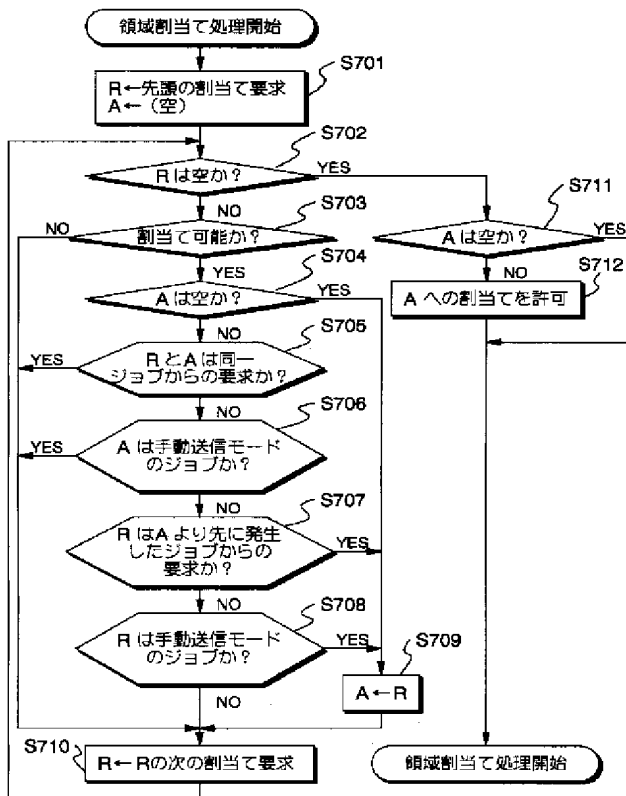 領域割当て処理開始
S701
R←先頭の割当て要求
A←（空）
S702
Rは空か？
YES
NO
S703
NO
割当て可能か？
YES
S704
Aは空か？
YES
NO
S705
RとAは同一
ジョブからの要求か？
YES
NO
S706
Aは手動送信モード
のジョブか？
YES
NO
S707
RはAより先に発生
したジョブからの
要求か？
YES
NO
S708
Rは手動送信モード
のジョブか？
YES
NO
S709
A←R
S710
R←Rの次の割当て要求
S711
Aは空か？
YES
NO
S712
Aへの割当てを許可
領域割当て処理開始